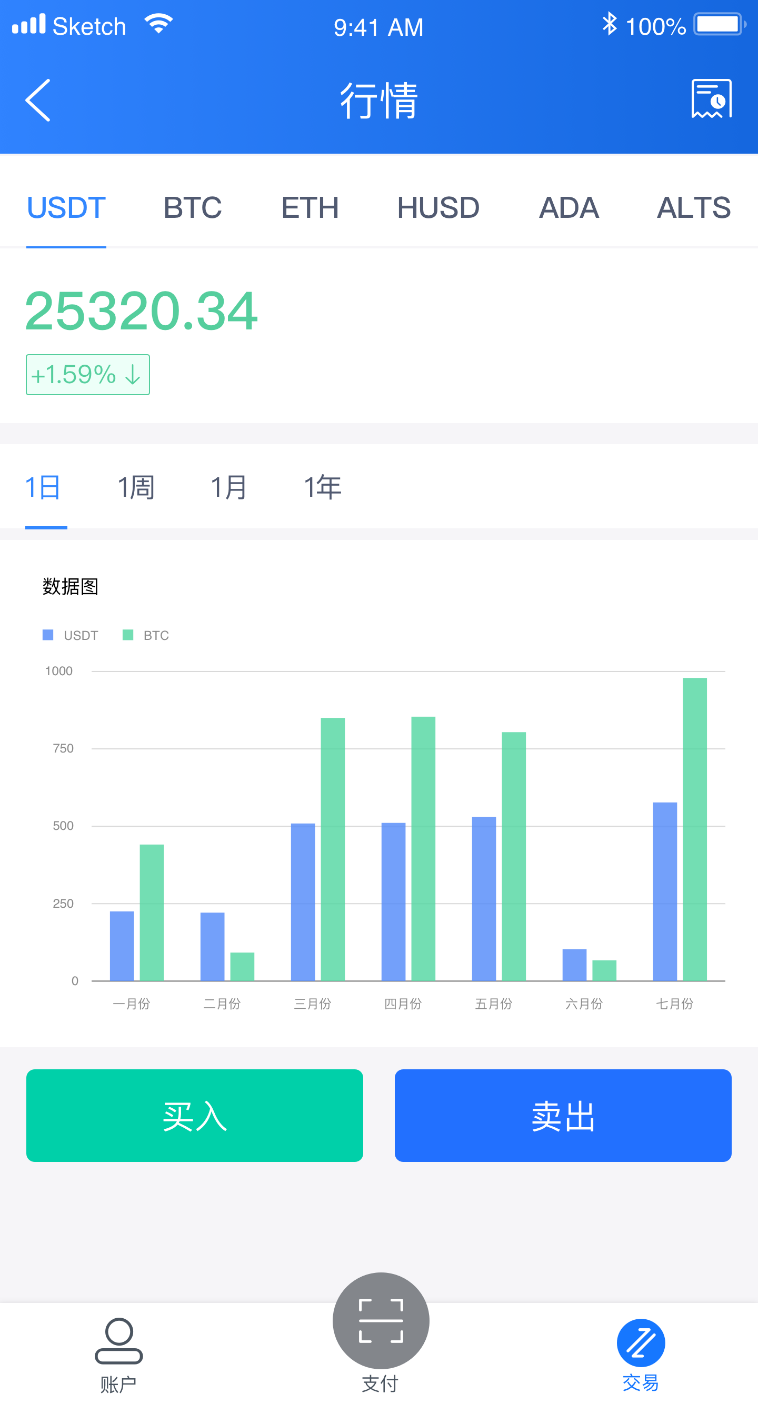 Sketch 9:41 AM 100%
行情
USDT BTC ETH HUSD ADA ALTS
25320.34
+1.59% ↓
1日 1周 1月 1年
数据图
USDT BTC
1000
750
500
250
0
一月份 二月份 三月份 四月份 五月份 六月份 七月份
买入 卖出
账户 支付 交易